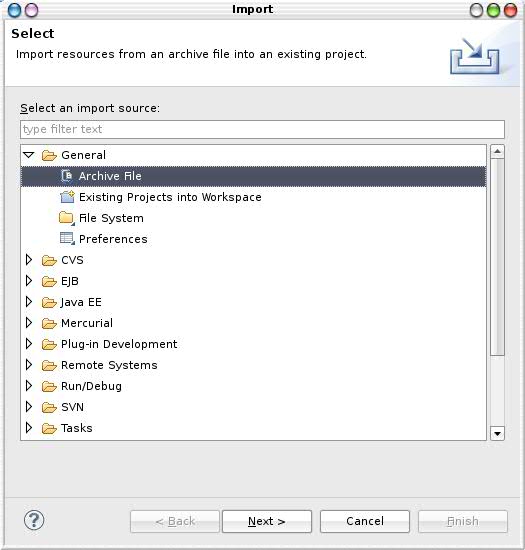 Import
Select
Import resources from an archive file into an existing project.
Select an import source:
type filter text
General
Archive File
Existing Projects into Workspace
File System
Preferences
CVS
EJB
Java EE
Mercurial
Plug-in Development
Remote Systems
Run/Debug
SVN
Tasks
?
< Back
Next >
Cancel
Finish